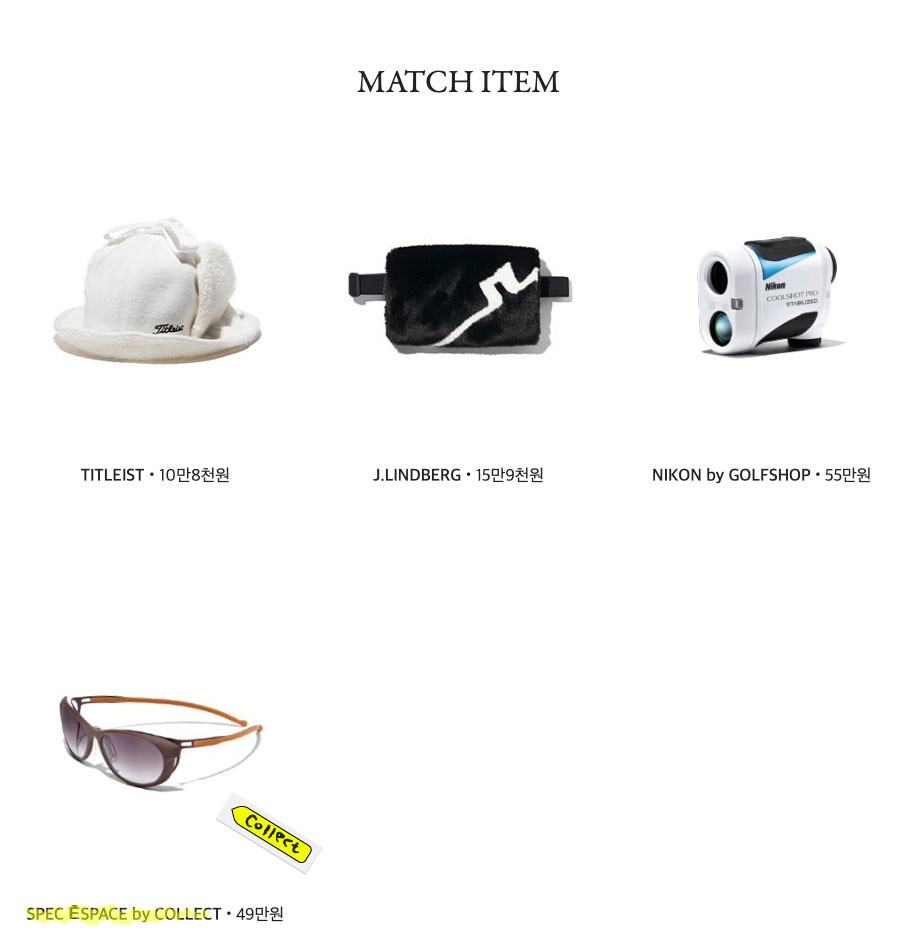 MATCH ITEM
Titleist
Nikon
COOLSHOT PRO
STABILIZED
TITLEIST • 10만8천원
J.LINDBERG • 15만9천원
NIKON by GOLFSHOP • 55만원
Collect
SPEC ĒSPACE by COLLECT • 49만원